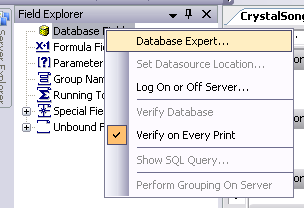 Field Explorer
CrystalSong
Server Explorer
Database Fields
Database Expert...
Formula Fie
Set Datasource Location...
Parameter
Log On or Off Server...
Group Nam
Verify Database
Running To
Verify on Every Print
Special Field
Show SQL Query...
Unbound F
Perform Grouping On Server